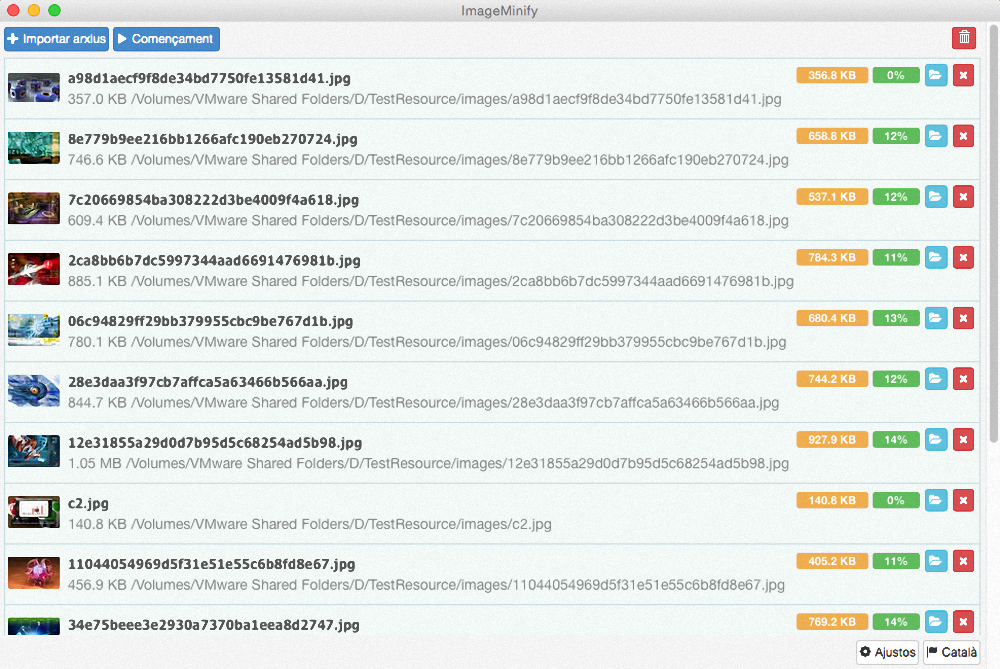 ImageMinify
Importar arxius Començament
a98d1aecf9f8de34bd7750fe13581d41.jpg 356.8 KB 0%
357.0 KB /Volumes/VMware Shared Folders/D/TestResource/images/a98d1aecf9f8de34bd7750fe13581d41.jpg
8e779b9ee216bb1266afc190eb270724.jpg 658.8 KB 12%
746.6 KB /Volumes/VMware Shared Folders/D/TestResource/images/8e779b9ee216bb1266afc190eb270724.jpg
7c20669854ba308222d3be4009f4a618.jpg 537.1 KB 12%
609.4 KB /Volumes/VMware Shared Folders/D/TestResource/images/7c20669854ba308222d3be4009f4a618.jpg
2ca8bb6b7dc5997344aad6691476981b.jpg 784.3 KB 11%
885.1 KB /Volumes/VMware Shared Folders/D/TestResource/images/2ca8bb6b7dc5997344aad6691476981b.jpg
06c94829ff29bb379955cbc9be767d1b.jpg 680.4 KB 13%
780.1 KB /Volumes/VMware Shared Folders/D/TestResource/images/06c94829ff29bb379955cbc9be767d1b.jpg
28e3daa3f97cb7affca5a63466b566aa.jpg 744.2 KB 12%
844.7 KB /Volumes/VMware Shared Folders/D/TestResource/images/28e3daa3f97cb7affca5a63466b566aa.jpg
12e31855a29d0d7b95d5c68254ad5b98.jpg 927.9 KB 14%
1.05 MB /Volumes/VMware Shared Folders/D/TestResource/images/12e31855a29d0d7b95d5c68254ad5b98.jpg
c2.jpg 140.8 KB 0%
140.8 KB /Volumes/VMware Shared Folders/D/TestResource/images/c2.jpg
11044054969d5f31e51e55c6b8fd8e67.jpg 405.2 KB 11%
456.9 KB /Volumes/VMware Shared Folders/D/TestResource/images/11044054969d5f31e51e55c6b8fd8e67.jpg
34e75beee3e2930a7370ba1eea8d2747.jpg 769.2 KB 14%
Ajustos Català